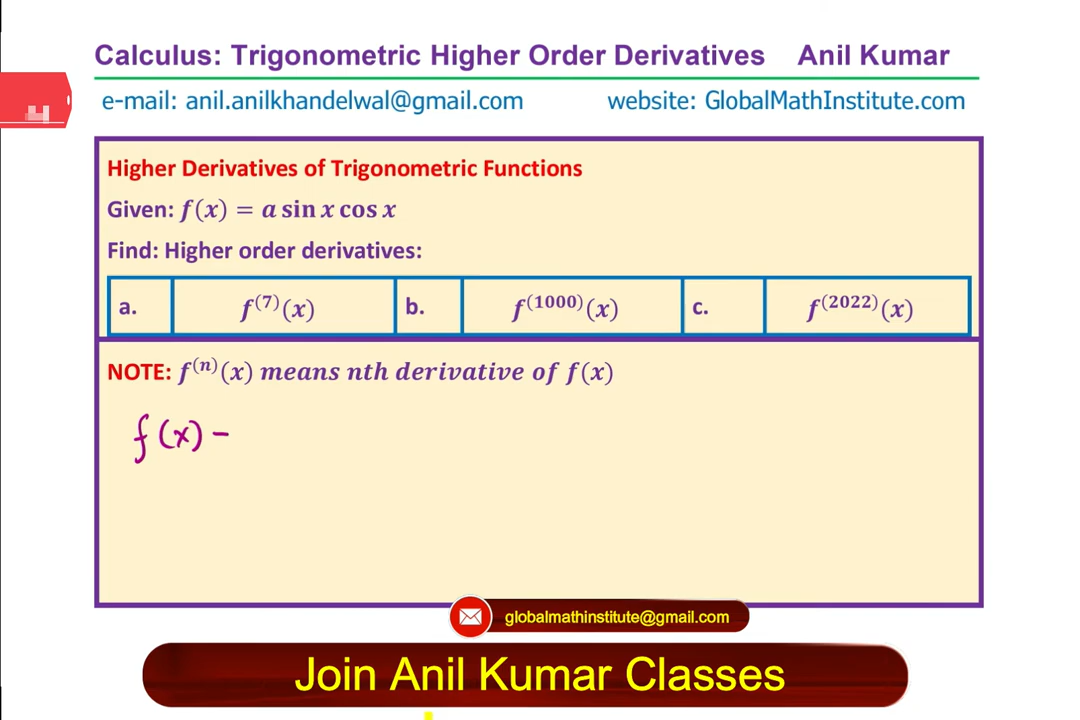 Calculus: Trigonometric Higher Order Derivatives Anil Kumar
e-mail: anil.anilkhandelwal@gmail.com website: GlobalMathInstitute.com
Higher Derivatives of Trigonometric Functions
Given: f(x) = a sin x cos x
Find: Higher order derivatives:
a. f⁽⁷⁾(x) b. f⁽¹⁰⁰⁰⁾(x) c. f⁽²⁰²²⁾(x)
NOTE: f⁽ⁿ⁾(x) means nth derivative of f(x)
f(x) –
globalmathinstitute@gmail.com
Join Anil Kumar Classes